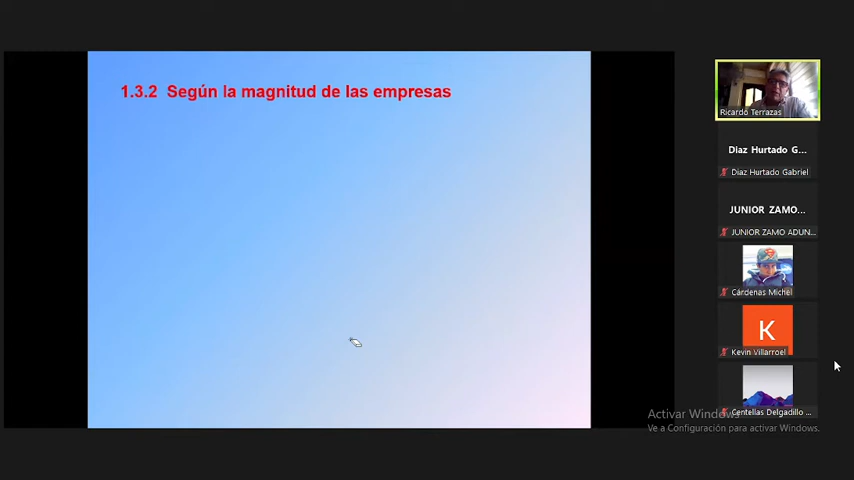 1.3.2 Según la magnitud de las empresas
Ricardo Terrazas
Diaz Hurtado G...
Diaz Hurtado Gabriel
JUNIOR ZAMO...
JUNIOR ZAMO ADUN...
Cárdenas Michel
K
Kevin Villarroel
Centellas Delgadillo ...
Activar Windows
Ve a Configuración para activar Windows.